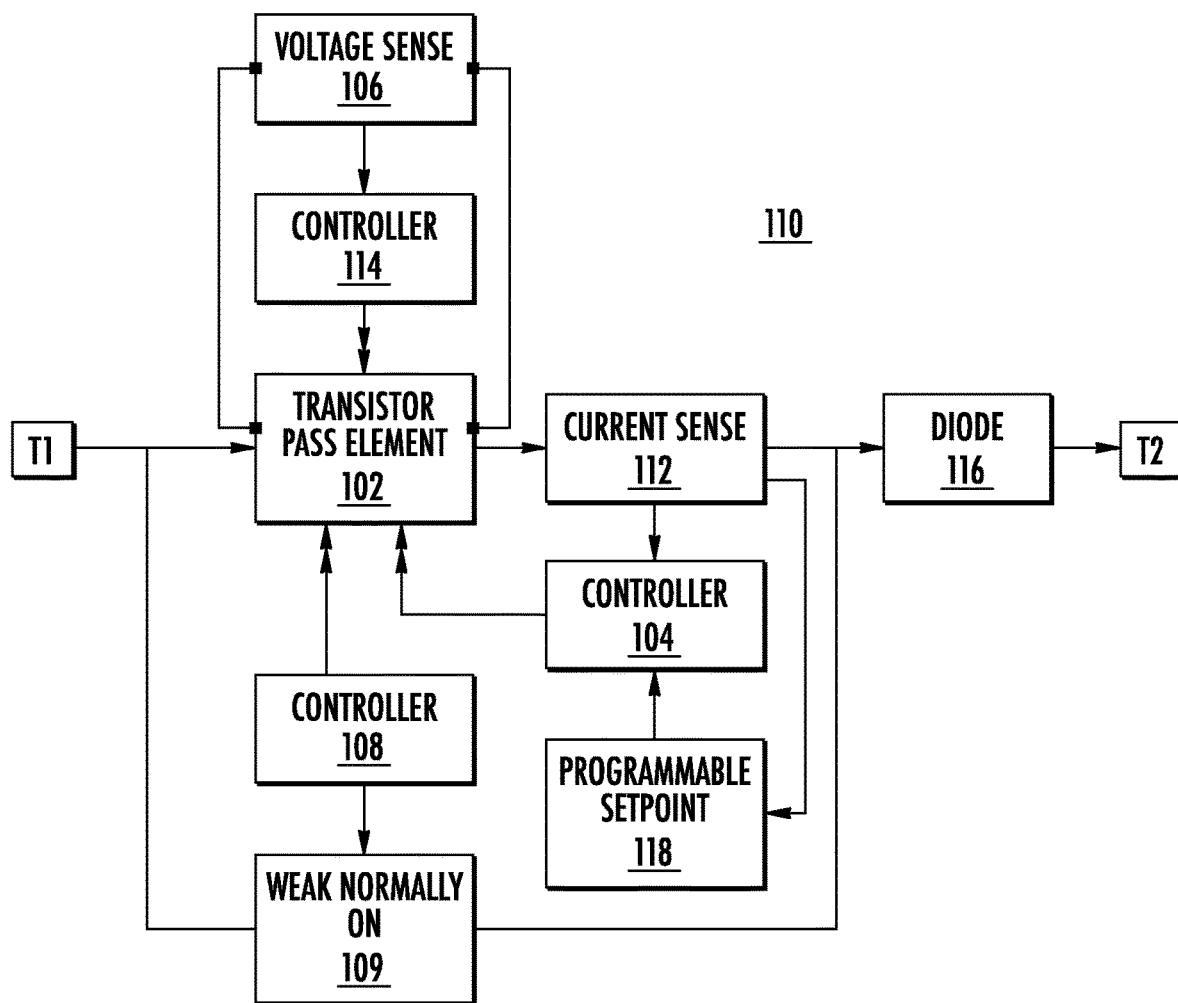 VOLTAGE SENSE
106
CONTROLLER
114
110
T1
TRANSISTOR
PASS ELEMENT
102
CURRENT SENSE
112
DIODE
116
T2
CONTROLLER
104
CONTROLLER
108
PROGRAMMABLE
SETPOINT
118
WEAK NORMALLY
ON
109